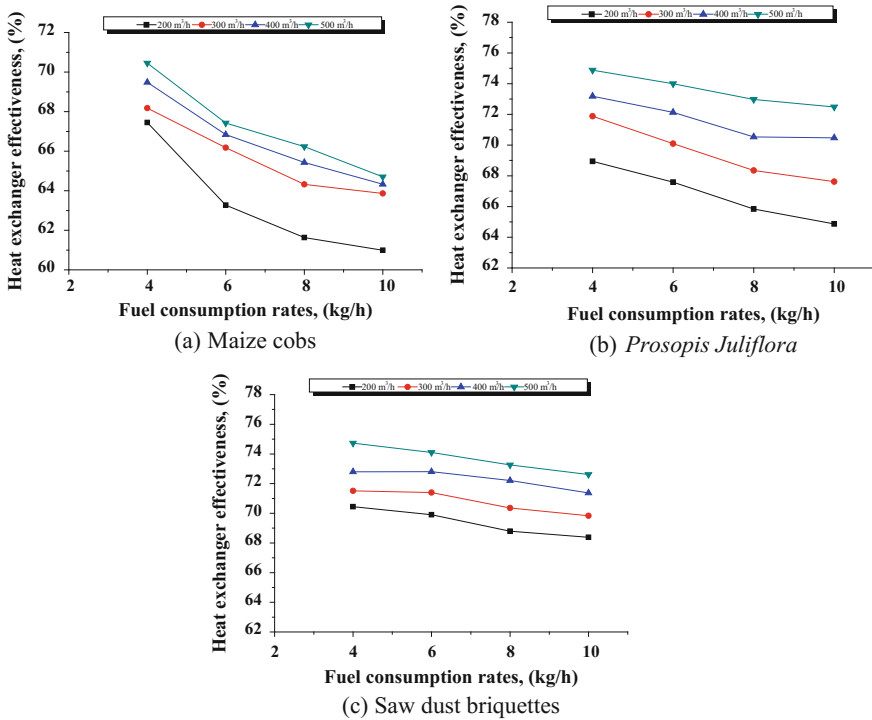 200 m³/h 300 m³/h 400 m³/h 500 m³/h
Heat exchanger effectiveness, (%)
70
68
66
64
62
60
2 4 6 8 10
Fuel consumption rates, (kg/h)
(a) Maize cobs
200 m³/h 300 m³/h 400 m³/h 500 m³/h
Heat exchanger effectiveness, (%)
78
76
74
72
70
68
66
64
62
2 4 6 8 10
Fuel consumption rates, (kg/h)
(b) Prosopis Juliflora
200 m³/h 300 m³/h 400 m³/h 500 m³/h
Heat exchanger effectiveness, (%)
78
76
74
72
70
68
66
64
62
2 4 6 8 10
Fuel consumption rates, (kg/h)
(c) Saw dust briquettes